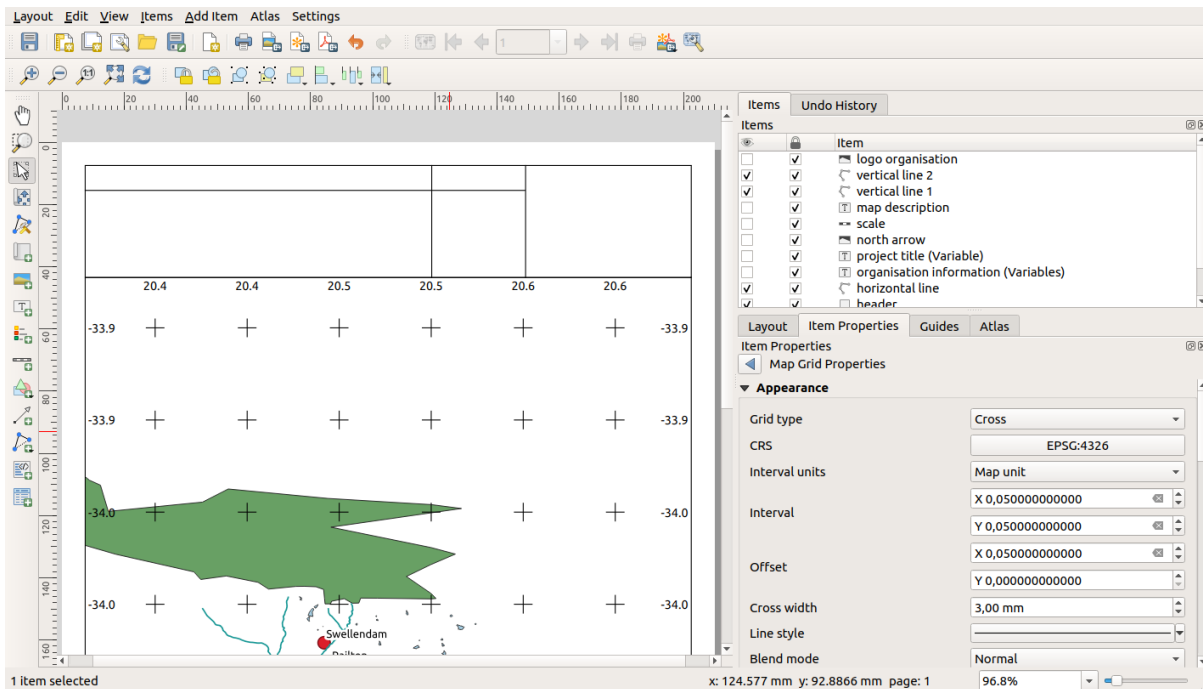 Layout Edit View Items Add Item Atlas Settings
1
0 20 40 60 80 100 120 140 160 180 200
0
20
40
60
80
100
120
140
160
20.4 20.4 20.5 20.5 20.6 20.6
-33.9 -33.9
-33.9 -33.9
-34.0 -34.0
-34.0 -34.0
Swellendam
Railton
Items Undo History
Items
Item
logo organisation
vertical line 2
vertical line 1
T map description
scale
north arrow
T project title (Variable)
T organisation information (Variables)
horizontal line
header
Layout Item Properties Guides Atlas
Item Properties
Map Grid Properties
Appearance
Grid type Cross
CRS EPSG:4326
Interval units Map unit
Interval X 0,050000000000
Y 0,050000000000
Offset X 0,050000000000
Y 0,000000000000
Cross width 3,00 mm
Line style
Blend mode Normal
1 item selected x: 124.577 mm y: 92.8866 mm page: 1 96.8%